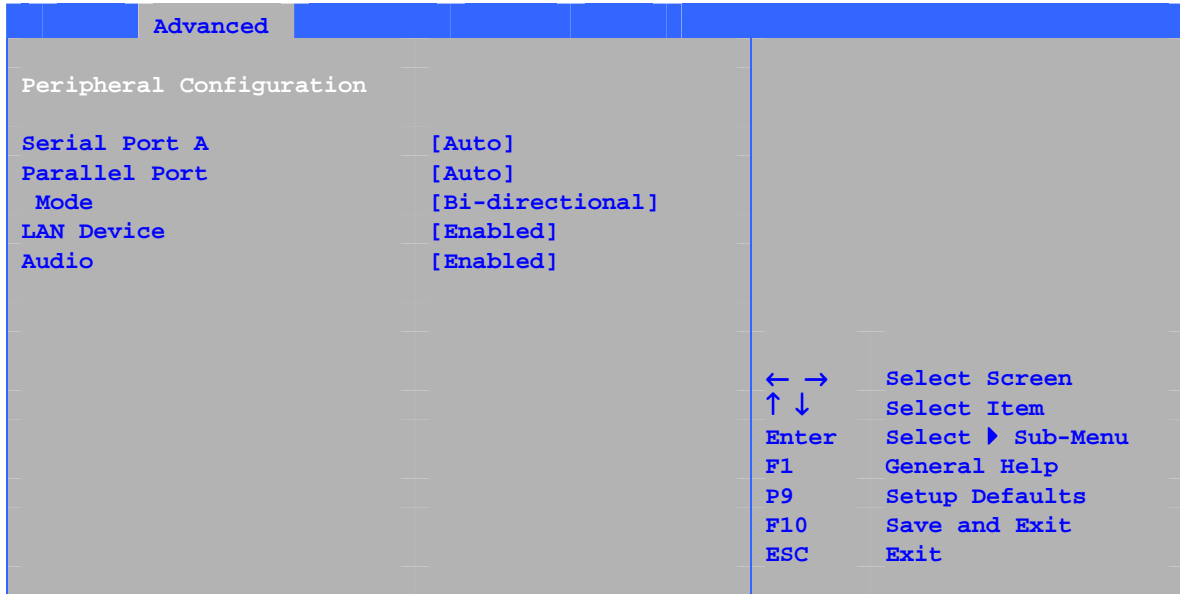 Advanced
Peripheral Configuration
Serial Port A [Auto]
Parallel Port [Auto]
Mode [Bi-directional]
LAN Device [Enabled]
Audio [Enabled]
← → Select Screen
↑ ↓ Select Item
Enter Select ▶ Sub-Menu
F1 General Help
P9 Setup Defaults
F10 Save and Exit
ESC Exit